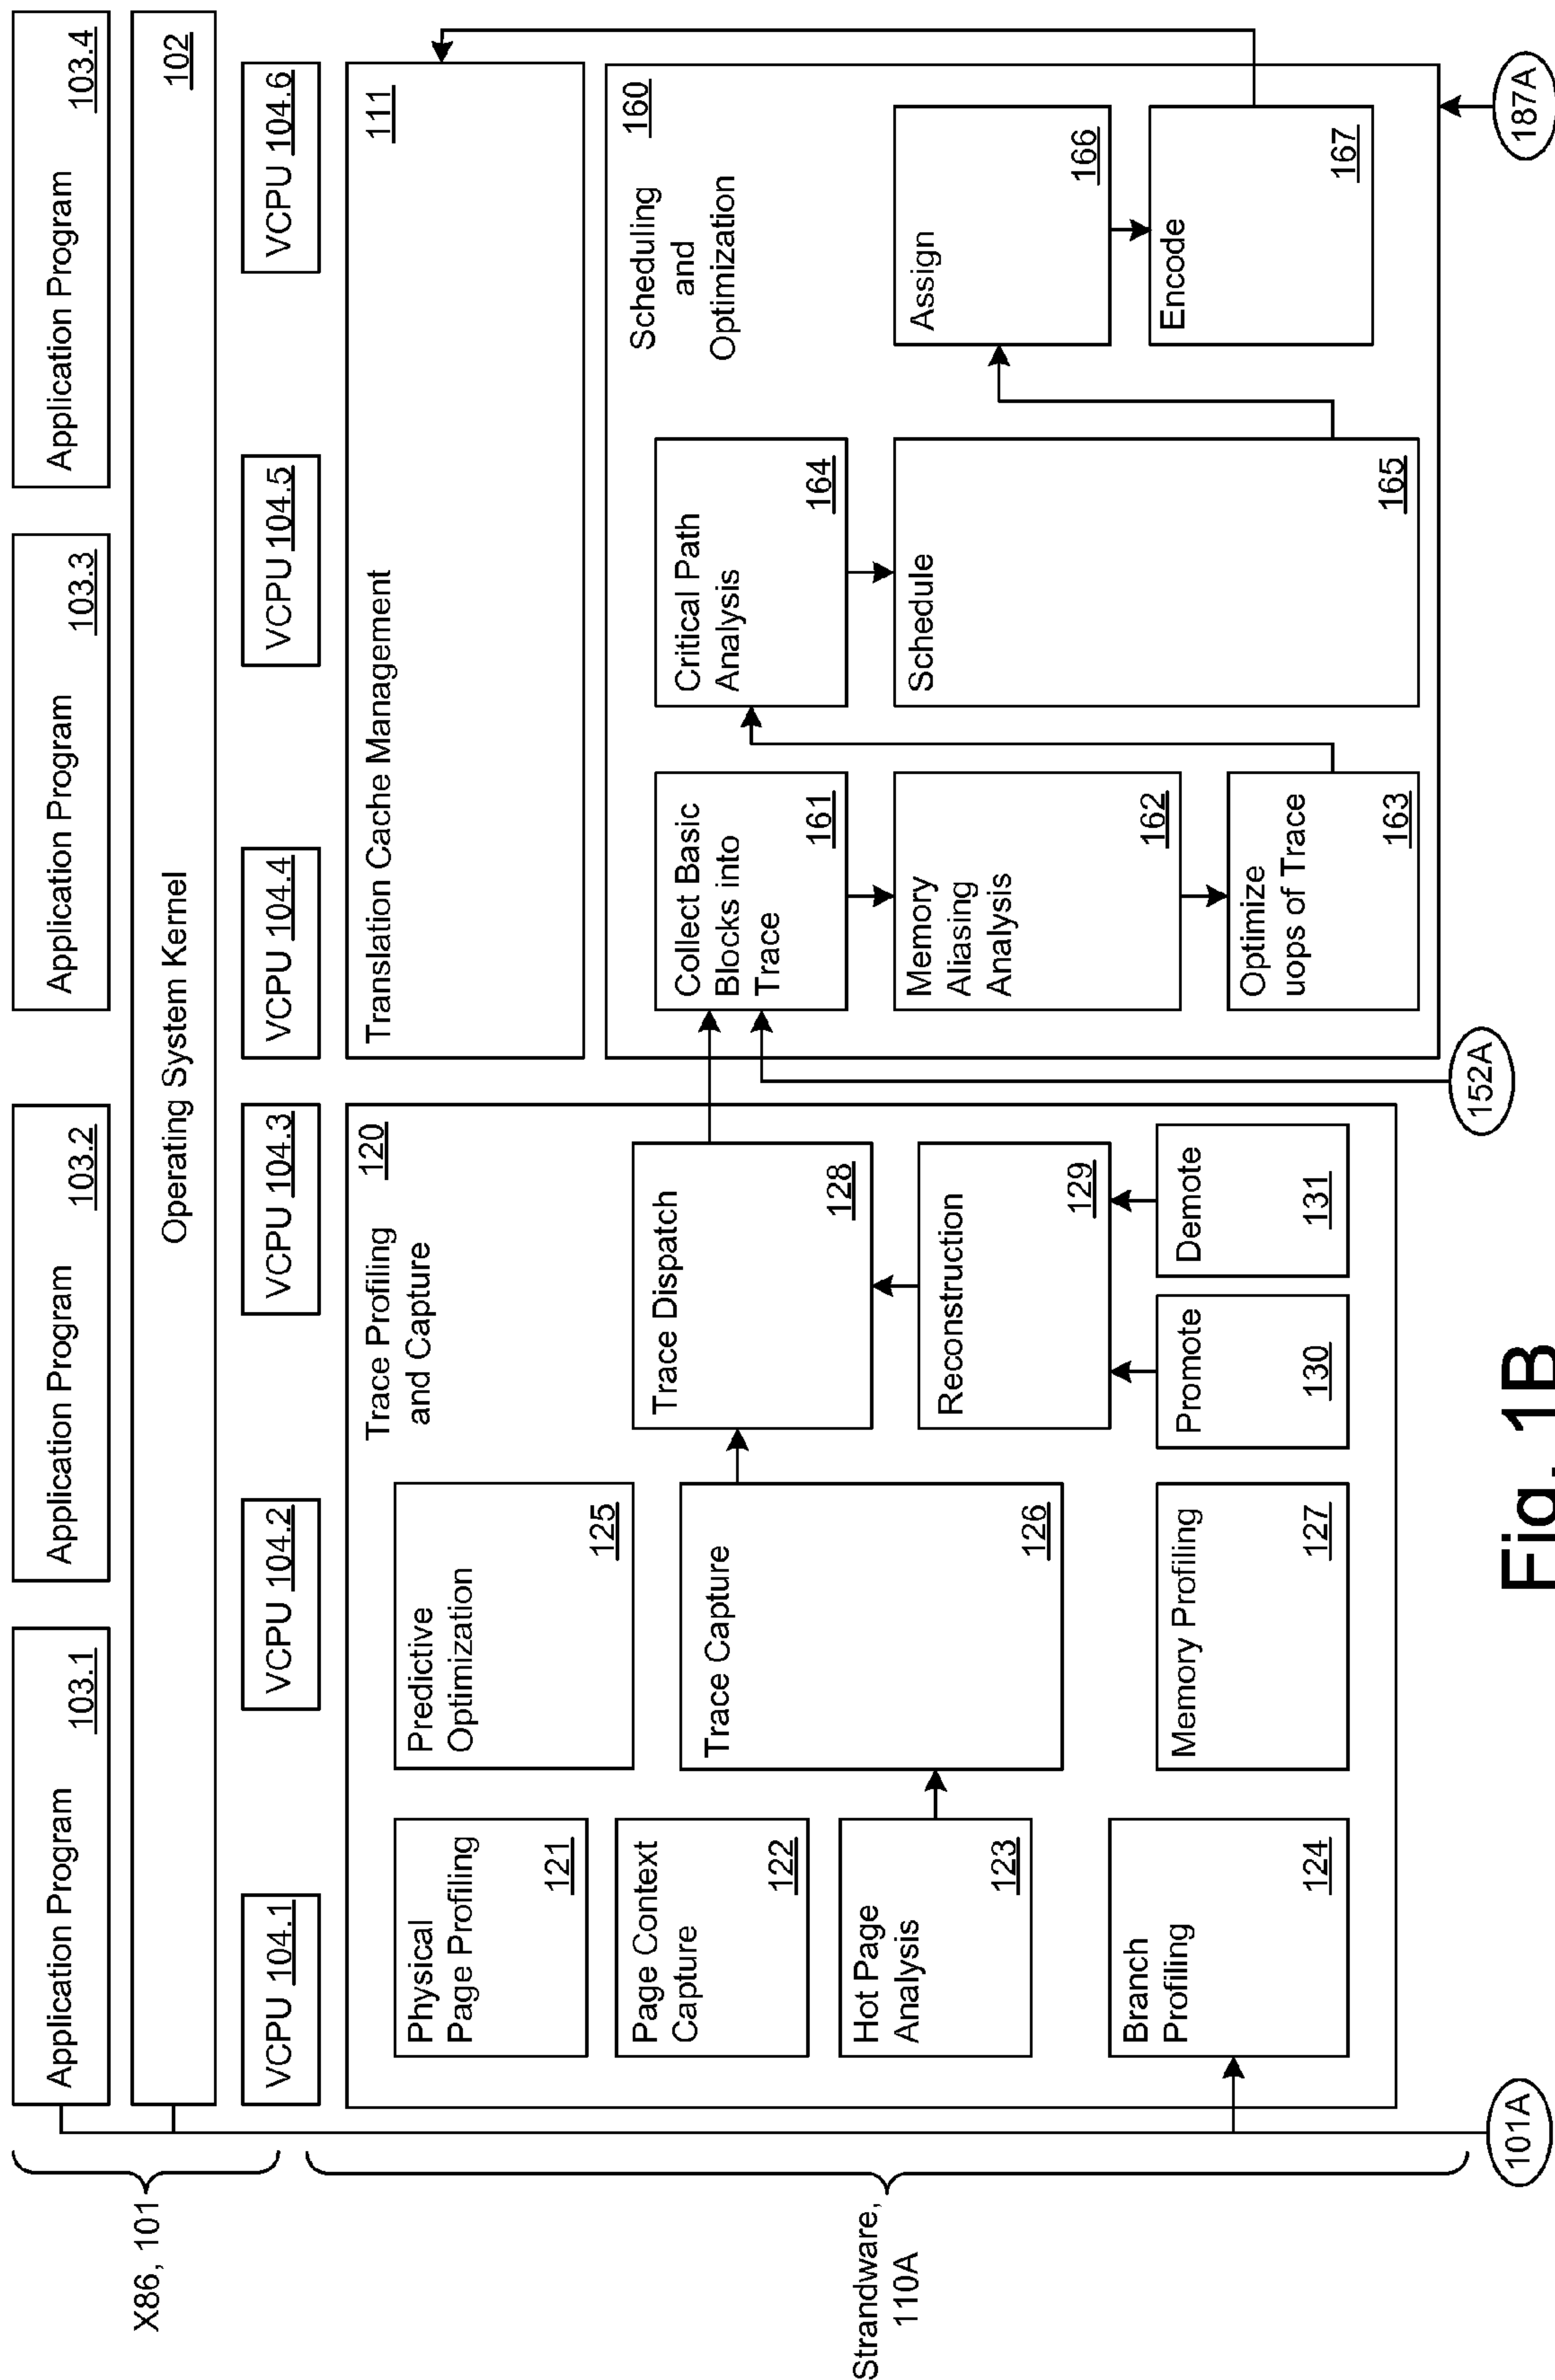 X86, 101
Application Program
103.1
Application Program
103.2
Application Program
103.3
Application Program
103.4
Operating System Kernel
102
VCPU 104.1
VCPU 104.2
VCPU 104.3
VCPU 104.4
VCPU 104.5
VCPU 104.6
Strandware,
110A
Trace Profiling
and Capture
120
Physical
Page Profiling
121
Page Context
Capture
122
Hot Page
Analysis
123
Branch
Profiling
124
Predictive
Optimization
125
Trace Capture
126
Memory Profiling
127
Trace Dispatch
128
Reconstruction
129
Promote
130
Demote
131
Translation Cache Management
111
Scheduling
and
Optimization
160
Collect Basic
Blocks into
Trace
161
Memory
Aliasing
Analysis
162
Optimize
uops of Trace
163
Critical Path
Analysis
164
Schedule
165
Assign
166
Encode
167
101A
152A
187A
Fig. 1B